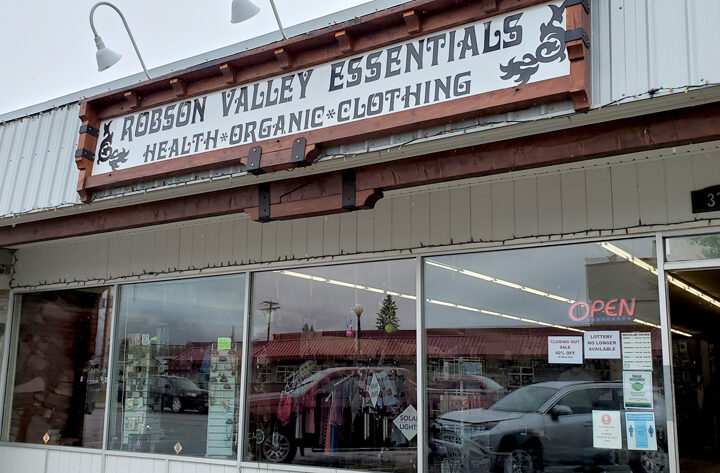 ROBSON VALLEY ESSENTIALS
HEALTH*ORGANIC*CLOTHING
OPEN
CLOSING OUT
SALE
40% OFF
LOTTERY
NO LONGER
AVAILABLE
SOLAR
LIGHTS